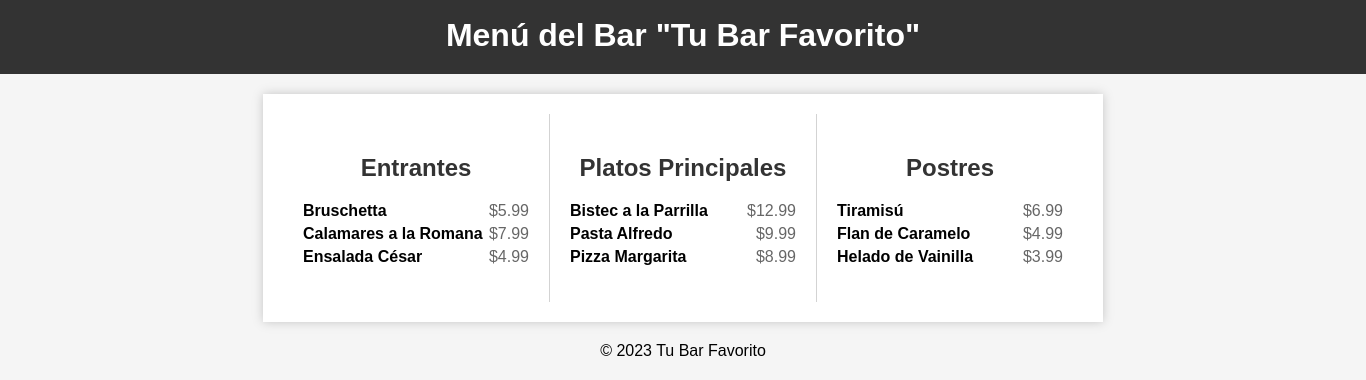 Menú del Bar "Tu Bar Favorito"
Entrantes
Bruschetta $5.99
Calamares a la Romana $7.99
Ensalada César $4.99
Platos Principales
Bistec a la Parrilla $12.99
Pasta Alfredo $9.99
Pizza Margarita $8.99
Postres
Tiramisú $6.99
Flan de Caramelo $4.99
Helado de Vainilla $3.99
© 2023 Tu Bar Favorito